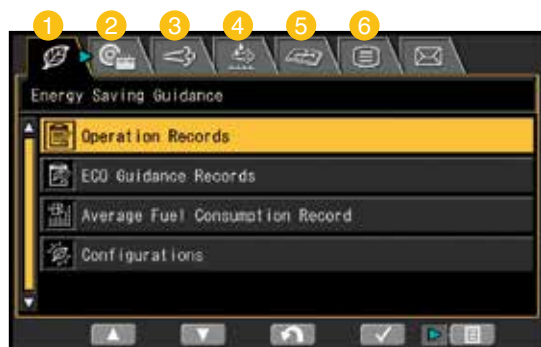 1 2 3 4 5 6
Energy Saving Guidance
Operation Records
ECO Guidance Records
Average Fuel Consumption Record
Configurations